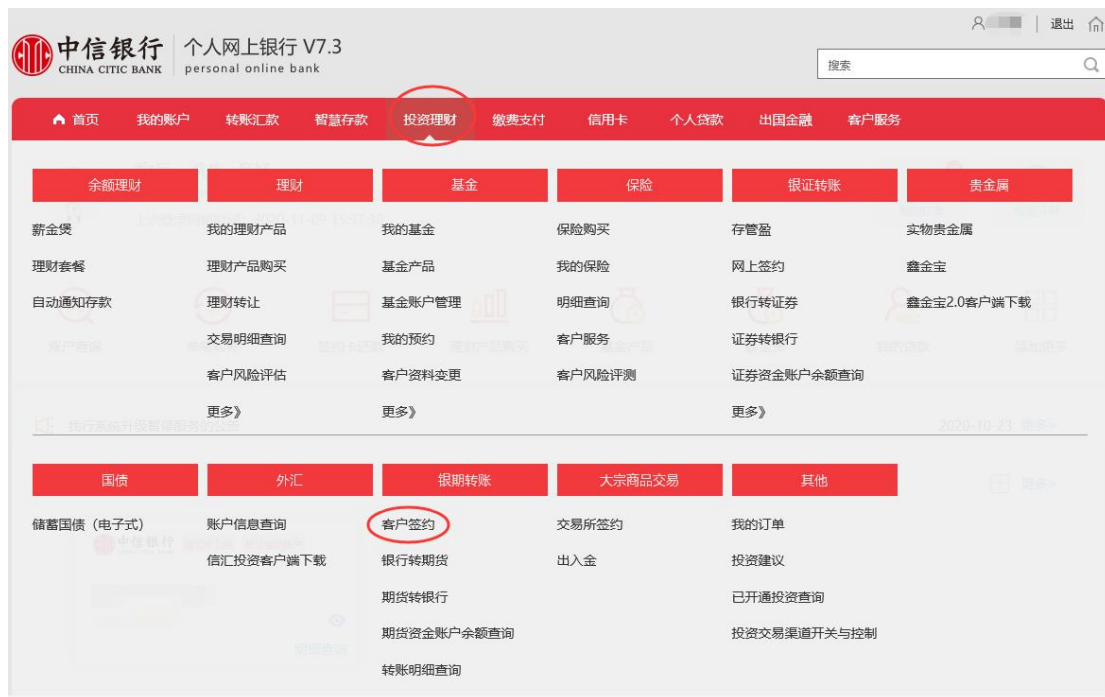 退出
中信银行 个人网上银行 V7.3
CHINA CITIC BANK personal online bank
搜索
首页 我的账户 转账汇款 智慧存款 投资理财 缴费支付 信用卡 个人贷款 出国金融 客户服务
余额理财 理财 基金 保险 银证转账 贵金属
薪金煲 我的理财产品 我的基金 保险购买 存管盈 实物贵金属
理财套餐 理财产品购买 基金产品 我的保险 网上签约 鑫金宝
自动通知存款 理财转让 基金账户管理 明细查询 银行转证券 鑫金宝2.0客户端下载
交易明细查询 我的预约 客户服务 证券转银行
客户风险评估 客户资料变更 客户风险评测 证券资金账户余额查询
更多》 更多》 更多》
2020-10-23 更多
国债 外汇 银期转账 大宗商品交易 其他
储蓄国债（电子式） 账户信息查询 客户签约 交易所签约 我的订单
中信银行
信汇投资客户端下载 银行转期货 出入金 投资建议
期货转银行 已开通投资查询
期货资金账户余额查询 投资交易渠道开关与控制
明细查询
转账明细查询